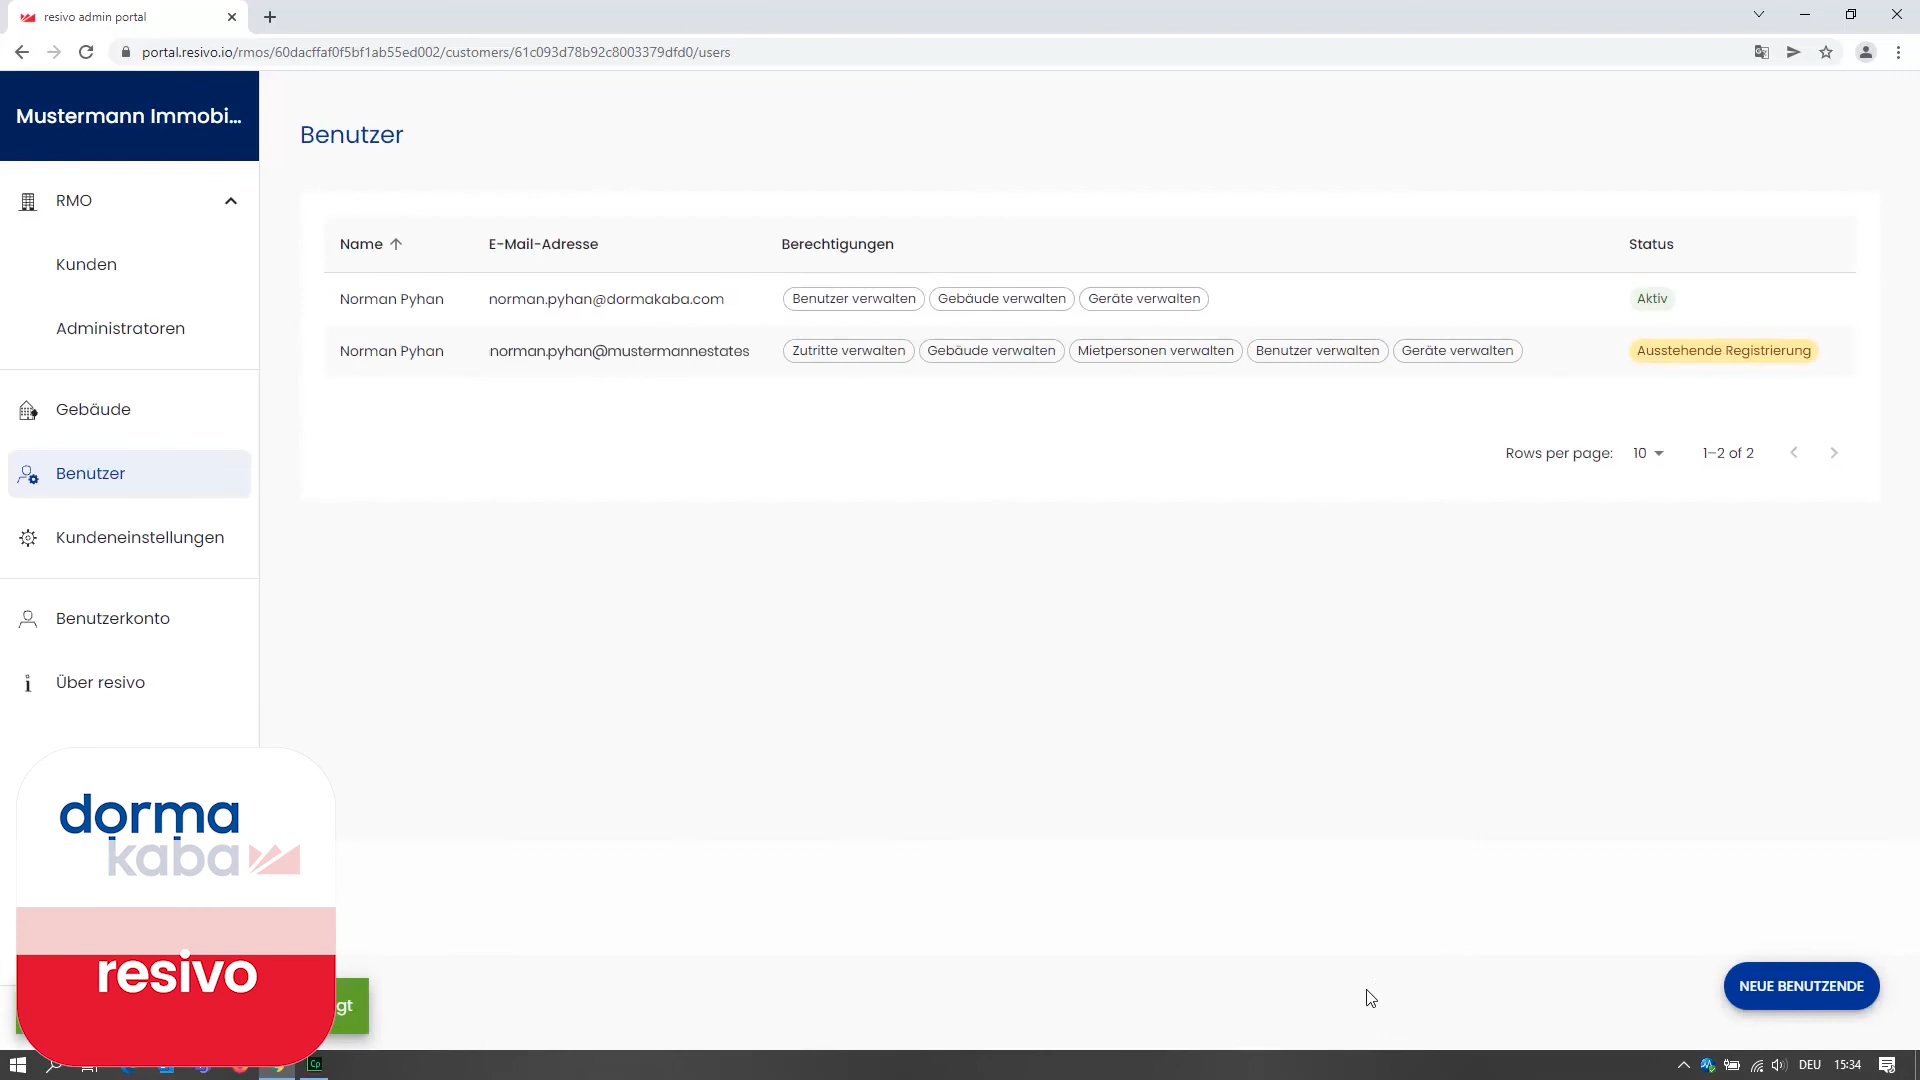 resivo admin portal
portal.resivo.io/rmos/60dacffaf0f5bf1ab55ed002/customers/61c093d78b92c8003379dfd0/users
Mustermann Immobi...
RMO
Kunden
Administratoren
Gebäude
Benutzer
Kundeneinstellungen
Benutzerkonto
Über resivo
Benutzer
Name E-Mail-Adresse Berechtigungen Status
Norman Pyhan norman.pyhan@dormakaba.com Benutzer verwalten Gebäude verwalten Geräte verwalten Aktiv
Norman Pyhan norman.pyhan@mustermannestates Zutritte verwalten Gebäude verwalten Mietpersonen verwalten Benutzer verwalten Geräte verwalten Ausstehende Registrierung
Rows per page: 10 1–2 of 2
dorma
kaba
resivo
gt
NEUE BENUTZENDE
Cp
DEU 15:34